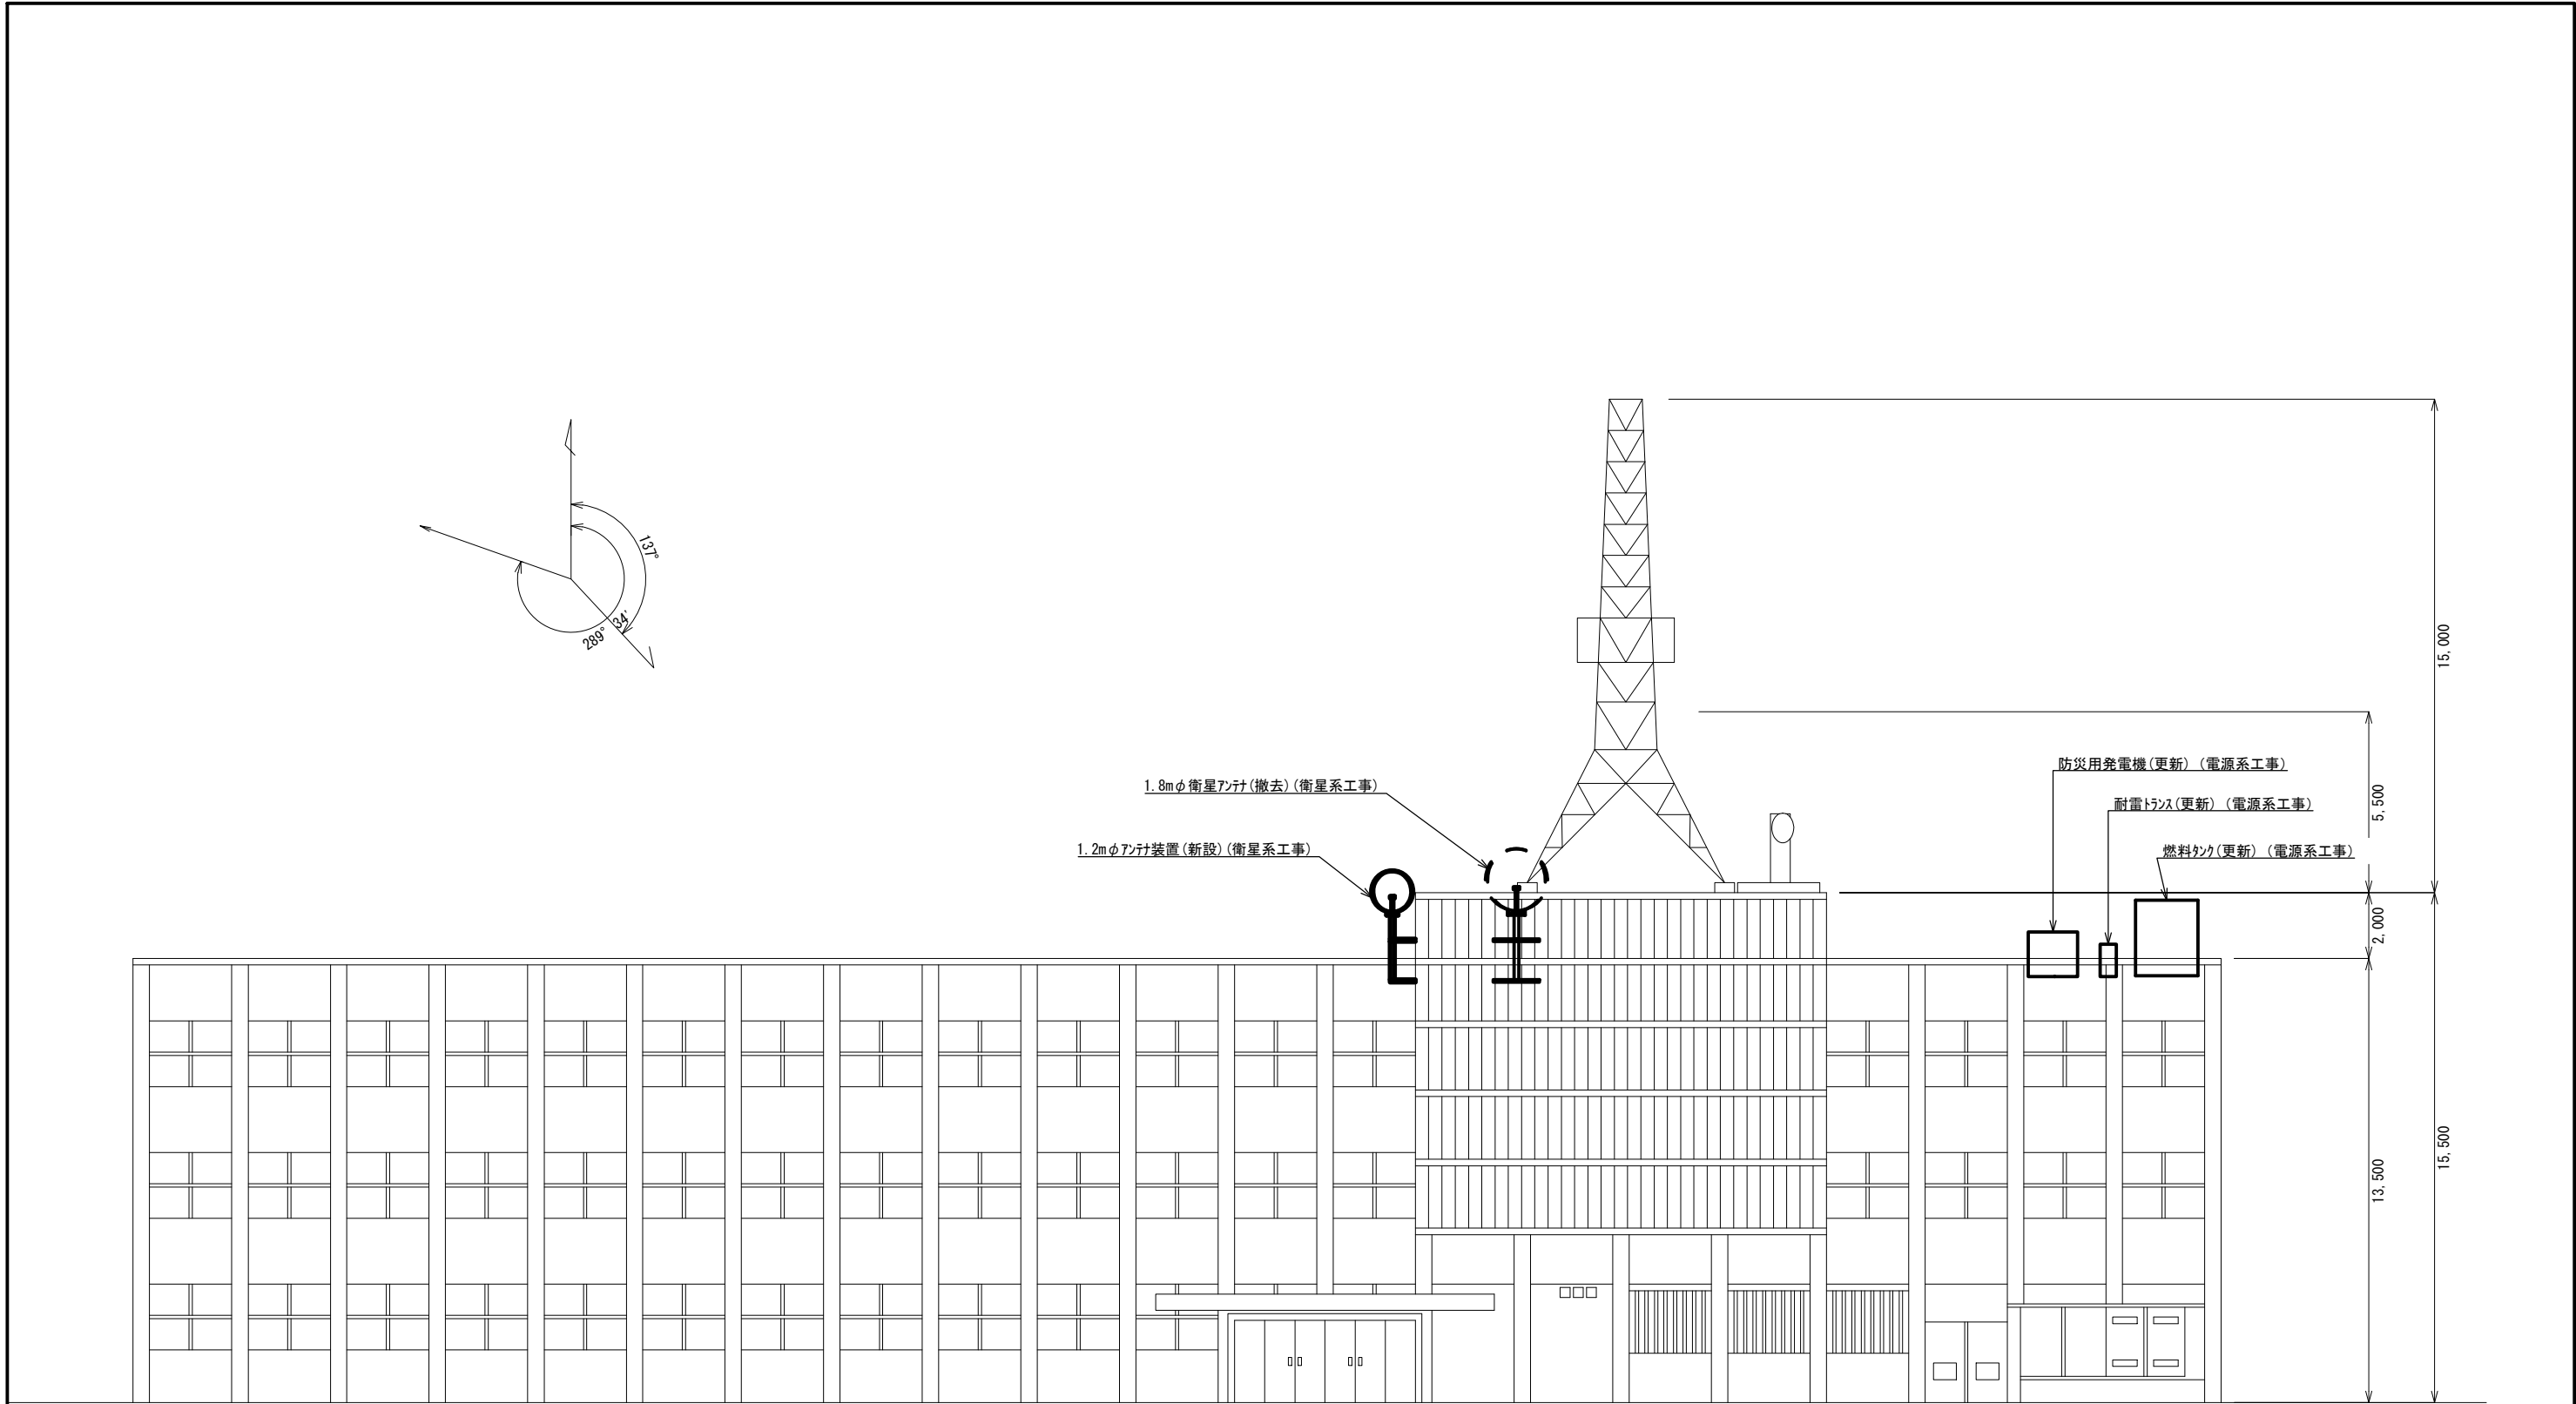 137°
289° 34'
15,000
5,500
防災用発電機(更新) (電源系工事)
1.8mφ衛星ｱﾝﾃﾅ(撤去)(衛星系工事)
耐雷ﾄﾗﾝｽ(更新) (電源系工事)
1.2mφｱﾝﾃﾅ装置(新設)(衛星系工事)
燃料ﾀﾝｸ(更新) (電源系工事)
2,000
15,500
13,500